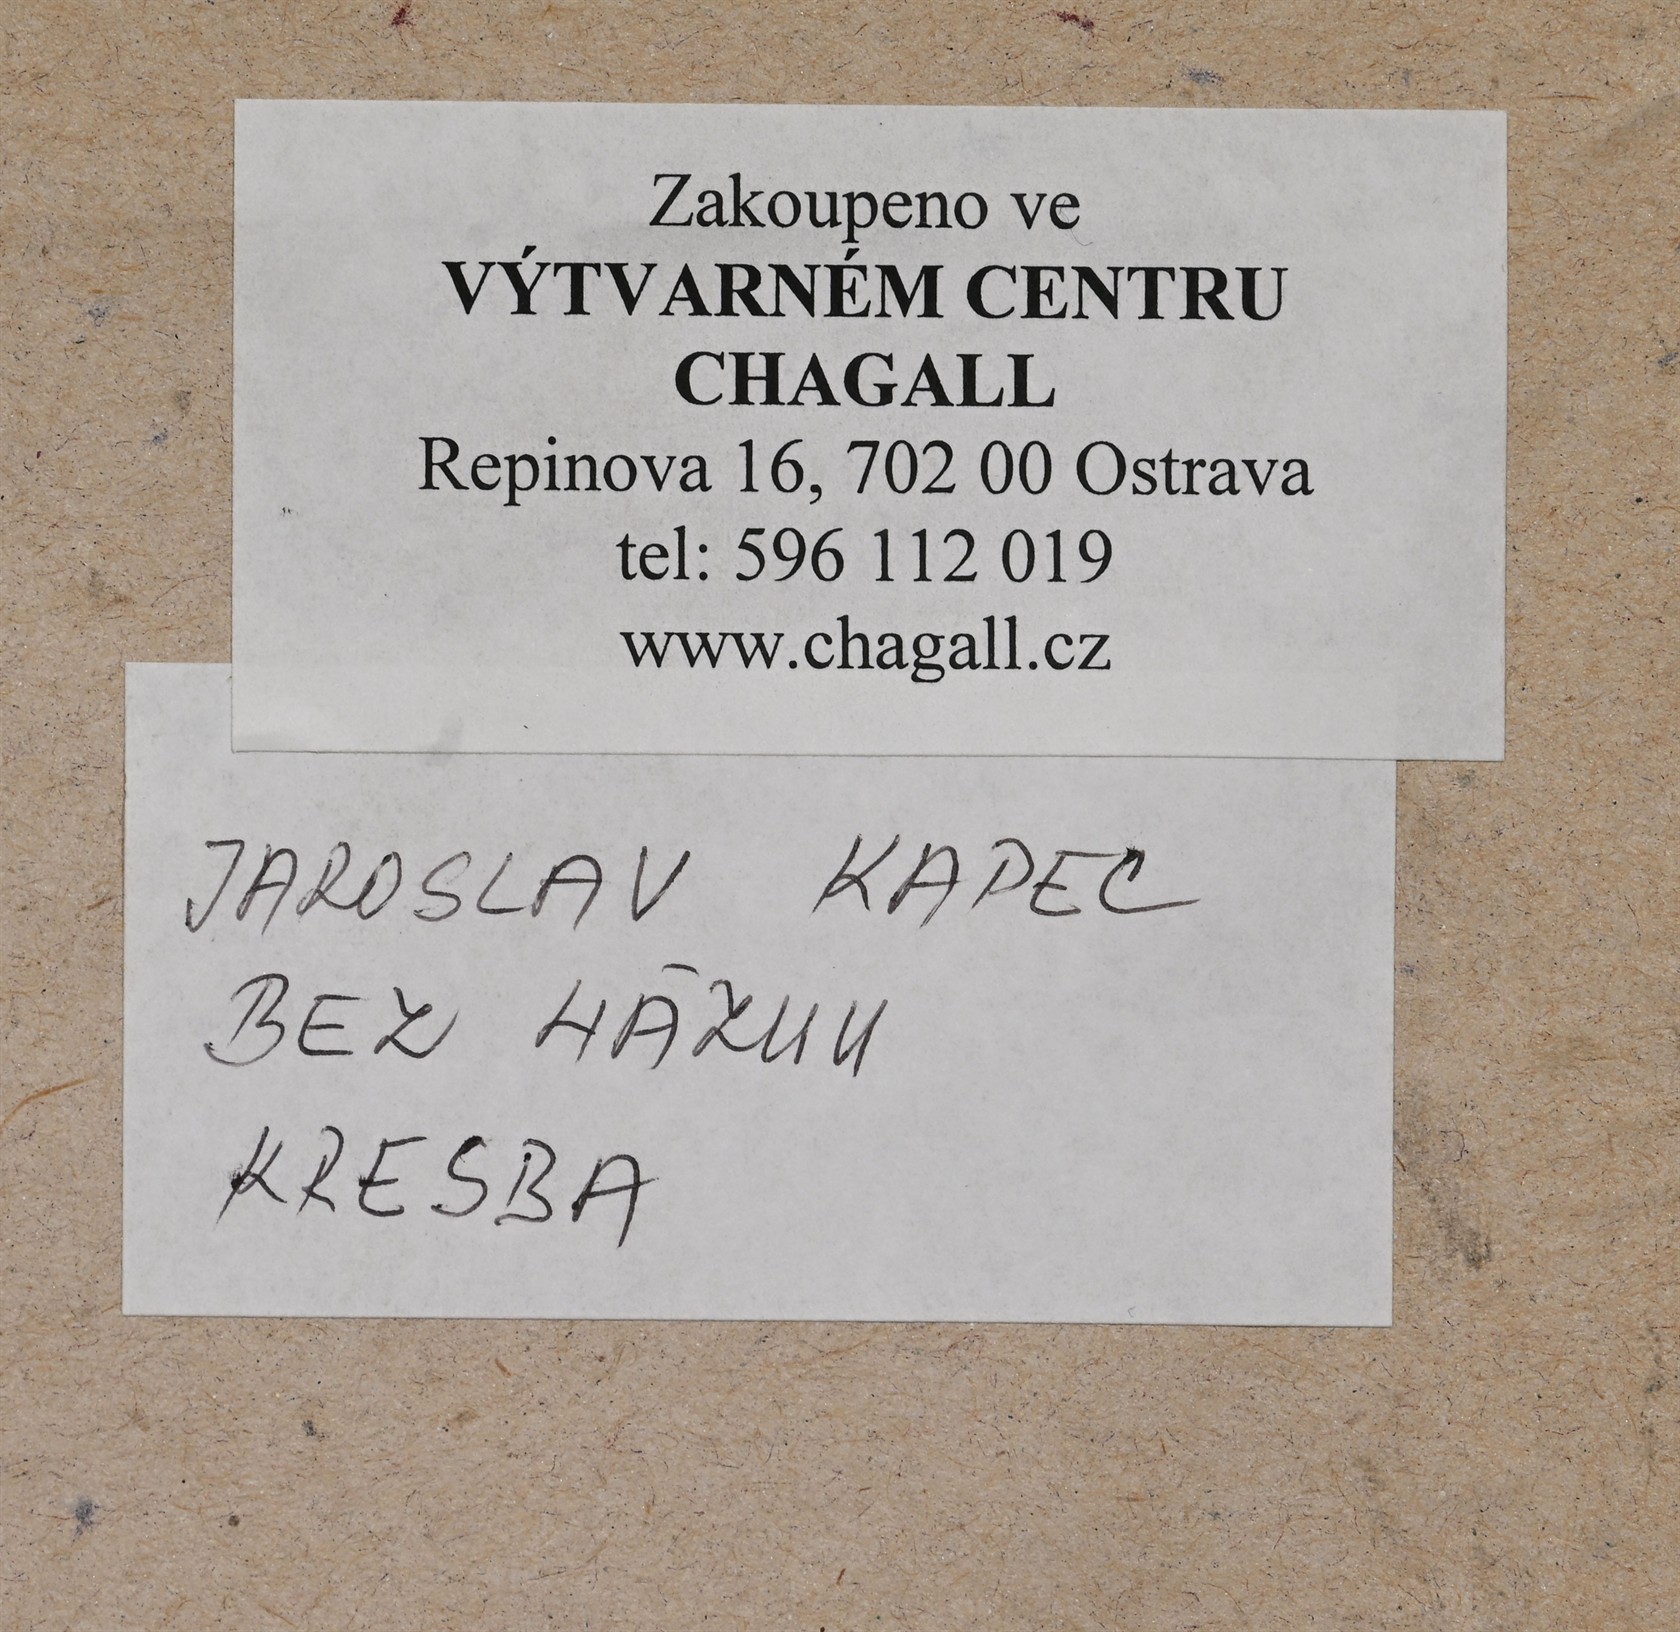 Zakoupeno ve
VÝTVARNÉM CENTRU
CHAGALL
Repinova 16, 702 00 Ostrava
tel: 596 112 019
www.chagall.cz
JAROSLAV KAPEC
BEZ NÁZVU
KRESBA